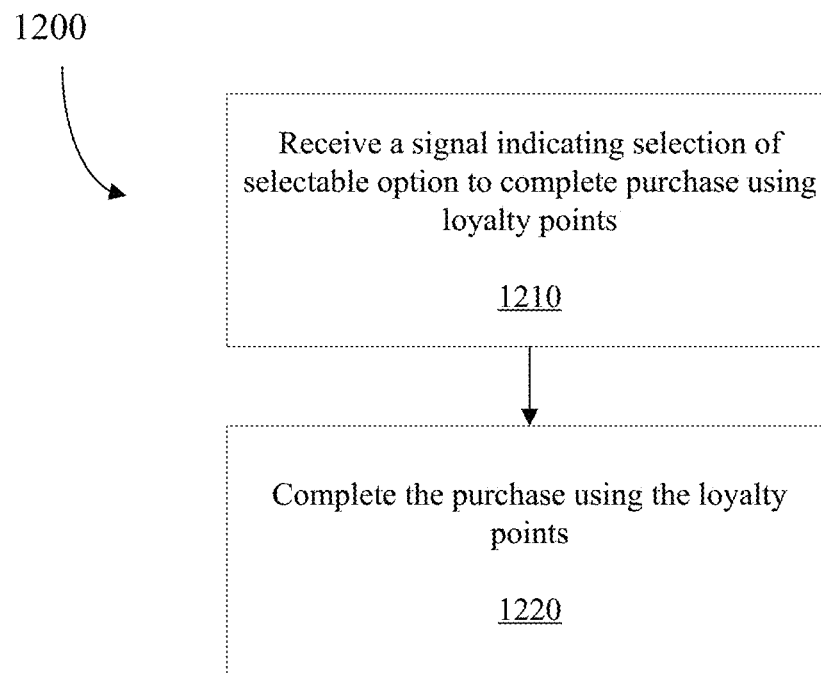 1200
Receive a signal indicating selection of
selectable option to complete purchase using
loyalty points
1210
Complete the purchase using the loyalty
points
1220